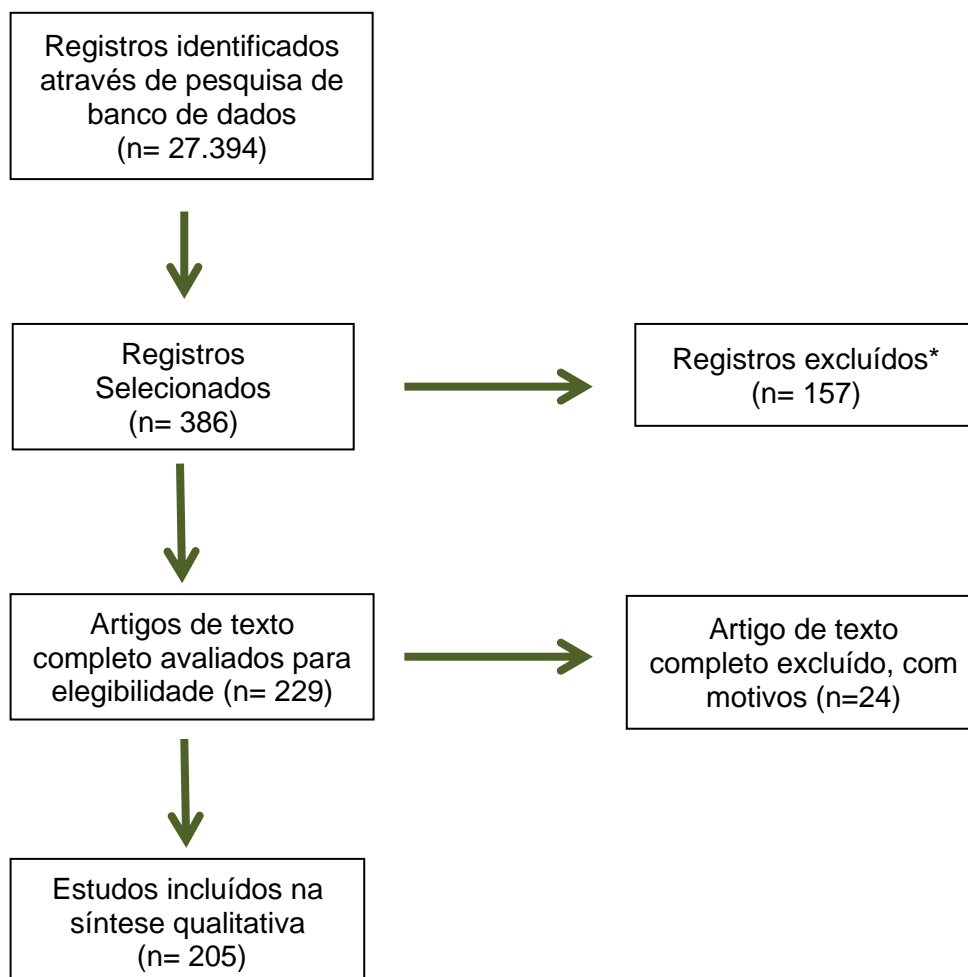 Registros identificados
através de pesquisa de
banco de dados
(n= 27.394)
Registros
Selecionados
(n= 386)
Registros excluídos*
(n= 157)
Artigos de texto
completo avaliados para
elegibilidade (n= 229)
Artigo de texto
completo excluído, com
motivos (n=24)
Estudos incluídos na
síntese qualitativa
(n= 205)